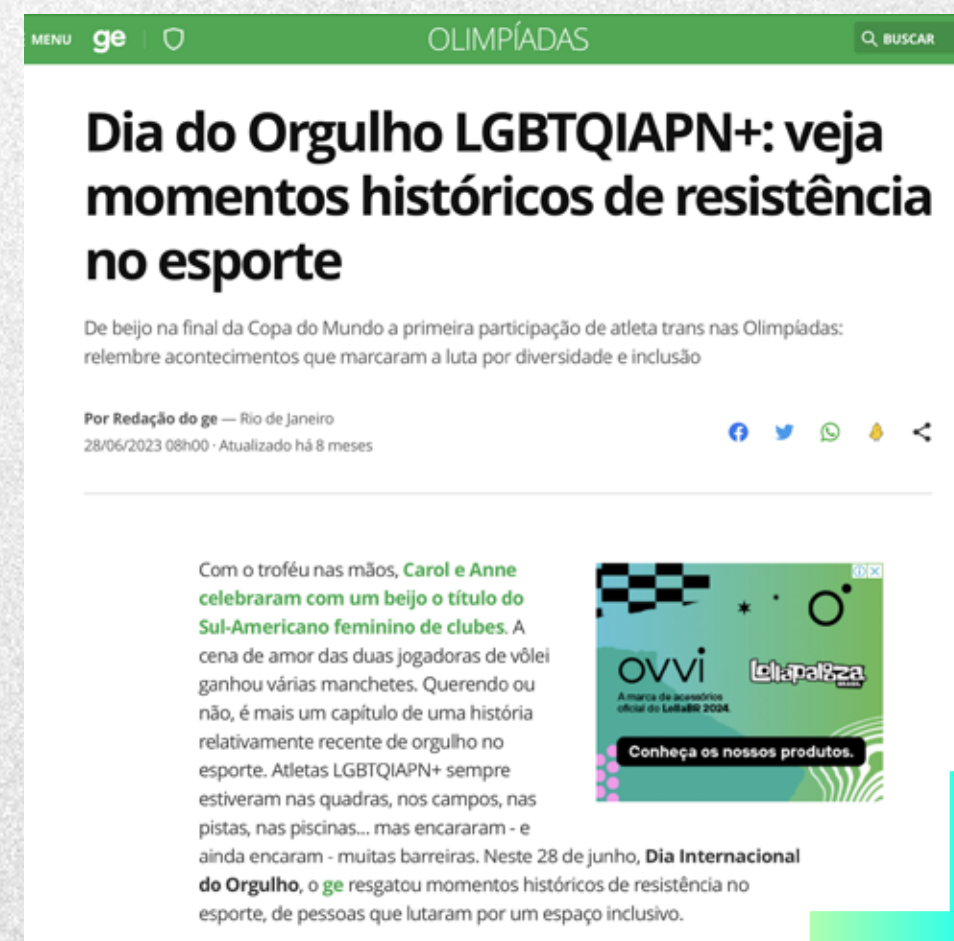 MENU ge OLIMPÍADAS BUSCAR
Dia do Orgulho LGBTQIAPN+: veja
momentos históricos de resistência
no esporte
De beijo na final da Copa do Mundo a primeira participação de atleta trans nas Olimpíadas:
relembre acontecimentos que marcaram a luta por diversidade e inclusão
Por Redação do ge — Rio de Janeiro
28/06/2023 08h00 · Atualizado há 8 meses
Com o troféu nas mãos, Carol e Anne
celebraram com um beijo o título do
Sul-Americano feminino de clubes. A
cena de amor das duas jogadoras de vôlei
ganhou várias manchetes. Querendo ou
não, é mais um capítulo de uma história
relativamente recente de orgulho no
esporte. Atletas LGBTQIAPN+ sempre
estiveram nas quadras, nos campos, nas
pistas, nas piscinas... mas encararam - e
ainda encaram - muitas barreiras. Neste 28 de junho, Dia Internacional
do Orgulho, o ge resgatou momentos históricos de resistência no
esporte, de pessoas que lutaram por um espaço inclusivo.
OVVI
A marca de acessórios
oficial do LollaBR 2024.
Lollapalooza
BRASIL
Conheça os nossos produtos.